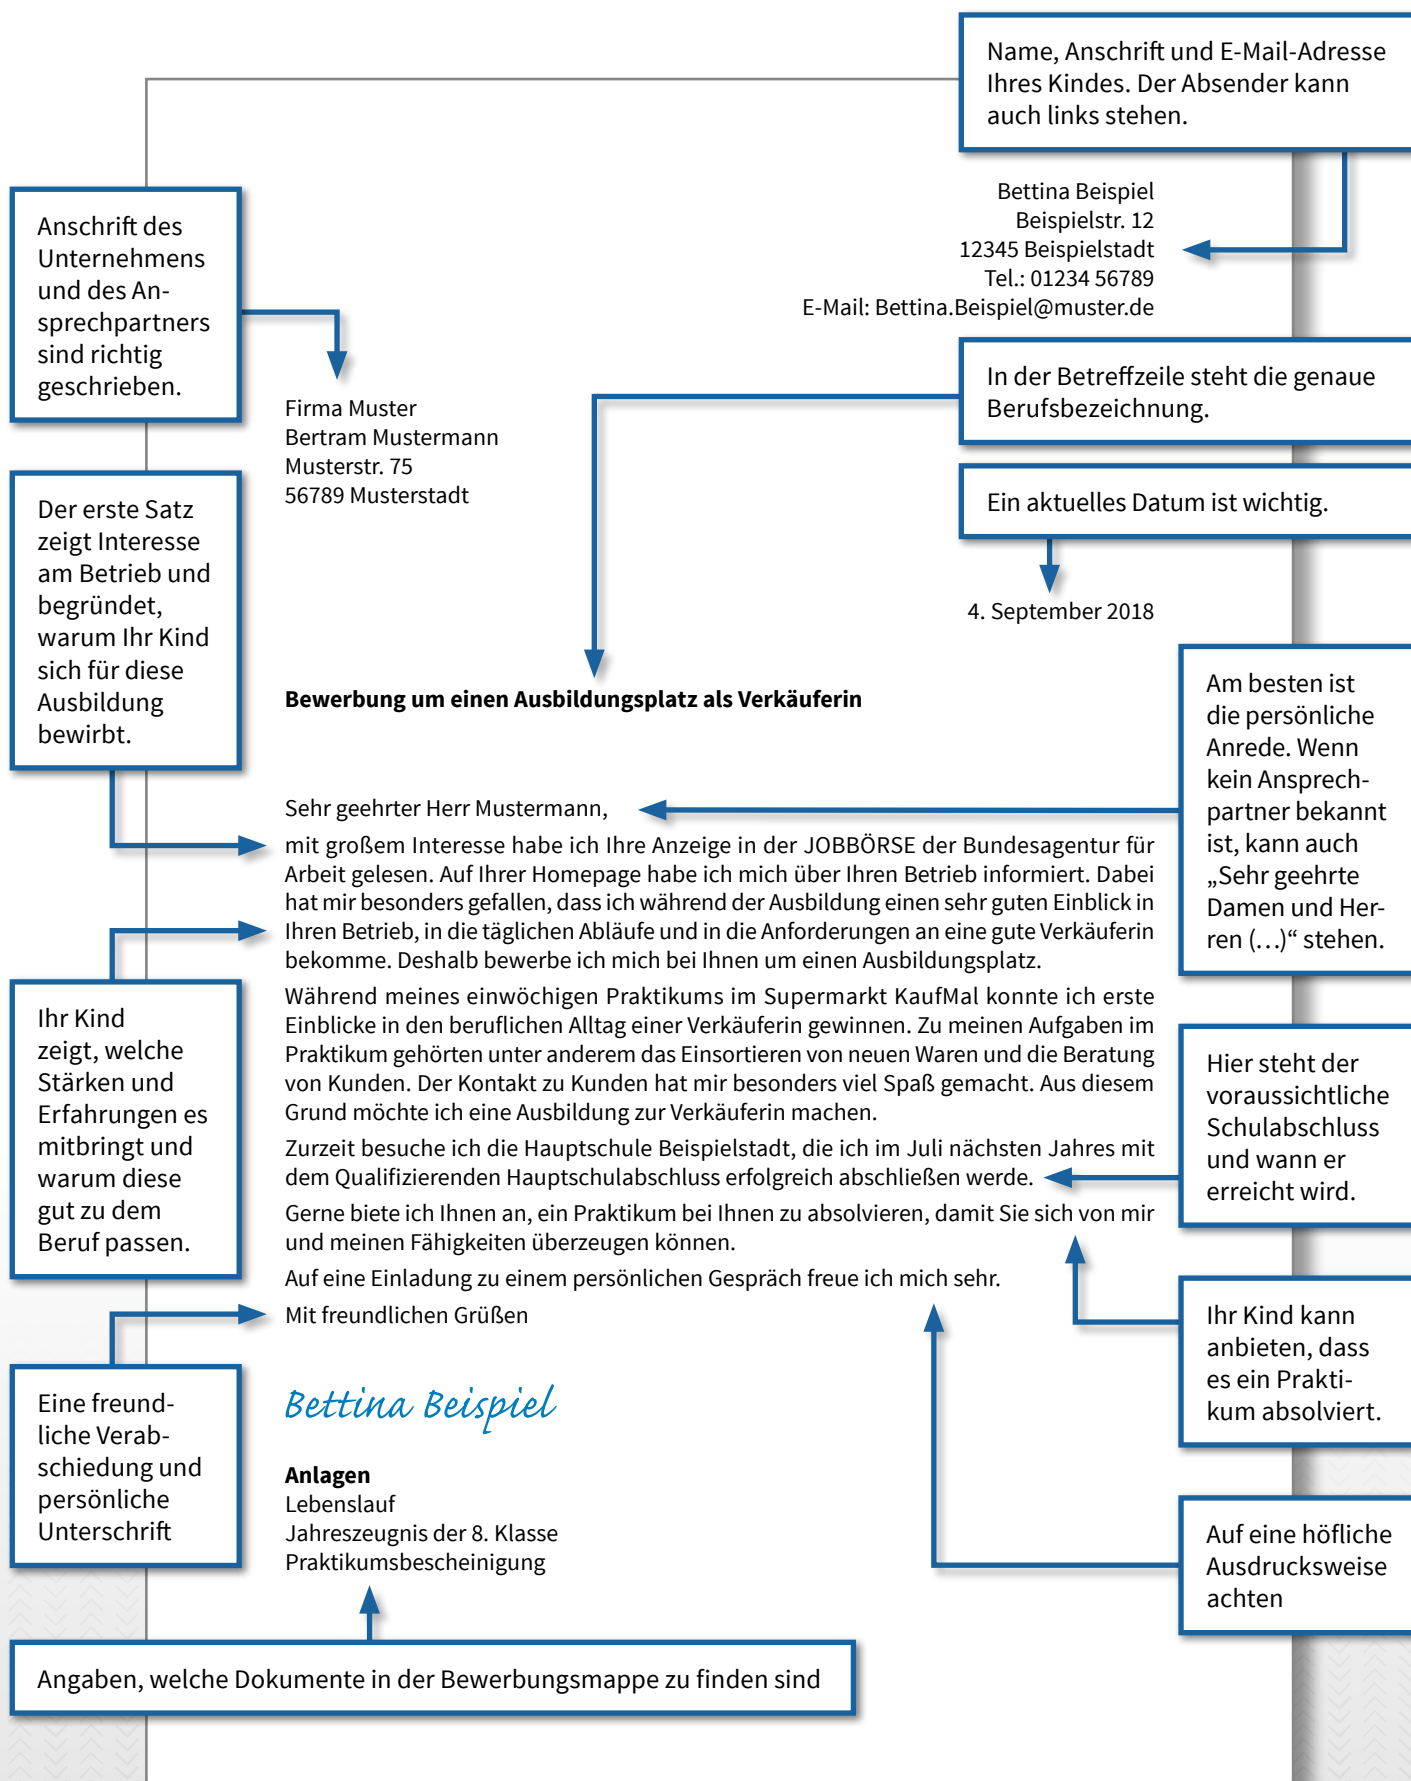 Name, Anschrift und E-Mail-Adresse
Ihres Kindes. Der Absender kann
auch links stehen.
Bettina Beispiel
Beispielstr. 12
12345 Beispielstadt
Tel.: 01234 56789
E-Mail: Bettina.Beispiel@muster.de
Anschrift des
Unternehmens
und des An-
sprechpartners
sind richtig
geschrieben.
Firma Muster
Bertram Mustermann
Musterstr. 75
56789 Musterstadt
In der Betreffzeile steht die genaue
Berufsbezeichnung.
Ein aktuelles Datum ist wichtig.
4. September 2018
Der erste Satz
zeigt Interesse
am Betrieb und
begründet,
warum Ihr Kind
sich für diese
Ausbildung
bewirbt.
Bewerbung um einen Ausbildungsplatz als Verkäuferin
Am besten ist
die persönliche
Anrede. Wenn
kein Ansprech-
partner bekannt
ist, kann auch
„Sehr geehrte
Damen und Her-
ren (…)“ stehen.
Sehr geehrter Herr Mustermann,
mit großem Interesse habe ich Ihre Anzeige in der JOBBÖRSE der Bundesagentur für
Arbeit gelesen. Auf Ihrer Homepage habe ich mich über Ihren Betrieb informiert. Dabei
hat mir besonders gefallen, dass ich während der Ausbildung einen sehr guten Einblick in
Ihren Betrieb, in die täglichen Abläufe und in die Anforderungen an eine gute Verkäuferin
bekomme. Deshalb bewerbe ich mich bei Ihnen um einen Ausbildungsplatz.
Während meines einwöchigen Praktikums im Supermarkt KaufMal konnte ich erste
Einblicke in den beruflichen Alltag einer Verkäuferin gewinnen. Zu meinen Aufgaben im
Praktikum gehörten unter anderem das Einsortieren von neuen Waren und die Beratung
von Kunden. Der Kontakt zu Kunden hat mir besonders viel Spaß gemacht. Aus diesem
Grund möchte ich eine Ausbildung zur Verkäuferin machen.
Zurzeit besuche ich die Hauptschule Beispielstadt, die ich im Juli nächsten Jahres mit
dem Qualifizierenden Hauptschulabschluss erfolgreich abschließen werde.
Gerne biete ich Ihnen an, ein Praktikum bei Ihnen zu absolvieren, damit Sie sich von mir
und meinen Fähigkeiten überzeugen können.
Auf eine Einladung zu einem persönlichen Gespräch freue ich mich sehr.
Mit freundlichen Grüßen
Ihr Kind
zeigt, welche
Stärken und
Erfahrungen es
mitbringt und
warum diese
gut zu dem
Beruf passen.
Hier steht der
voraussichtliche
Schulabschluss
und wann er
erreicht wird.
Ihr Kind kann
anbieten, dass
es ein Prakti-
kum absolviert.
Eine freund-
liche Verab-
schiedung und
persönliche
Unterschrift
Bettina Beispiel
Anlagen
Lebenslauf
Jahreszeugnis der 8. Klasse
Praktikumsbescheinigung
Auf eine höfliche
Ausdrucksweise
achten
Angaben, welche Dokumente in der Bewerbungsmappe zu finden sind